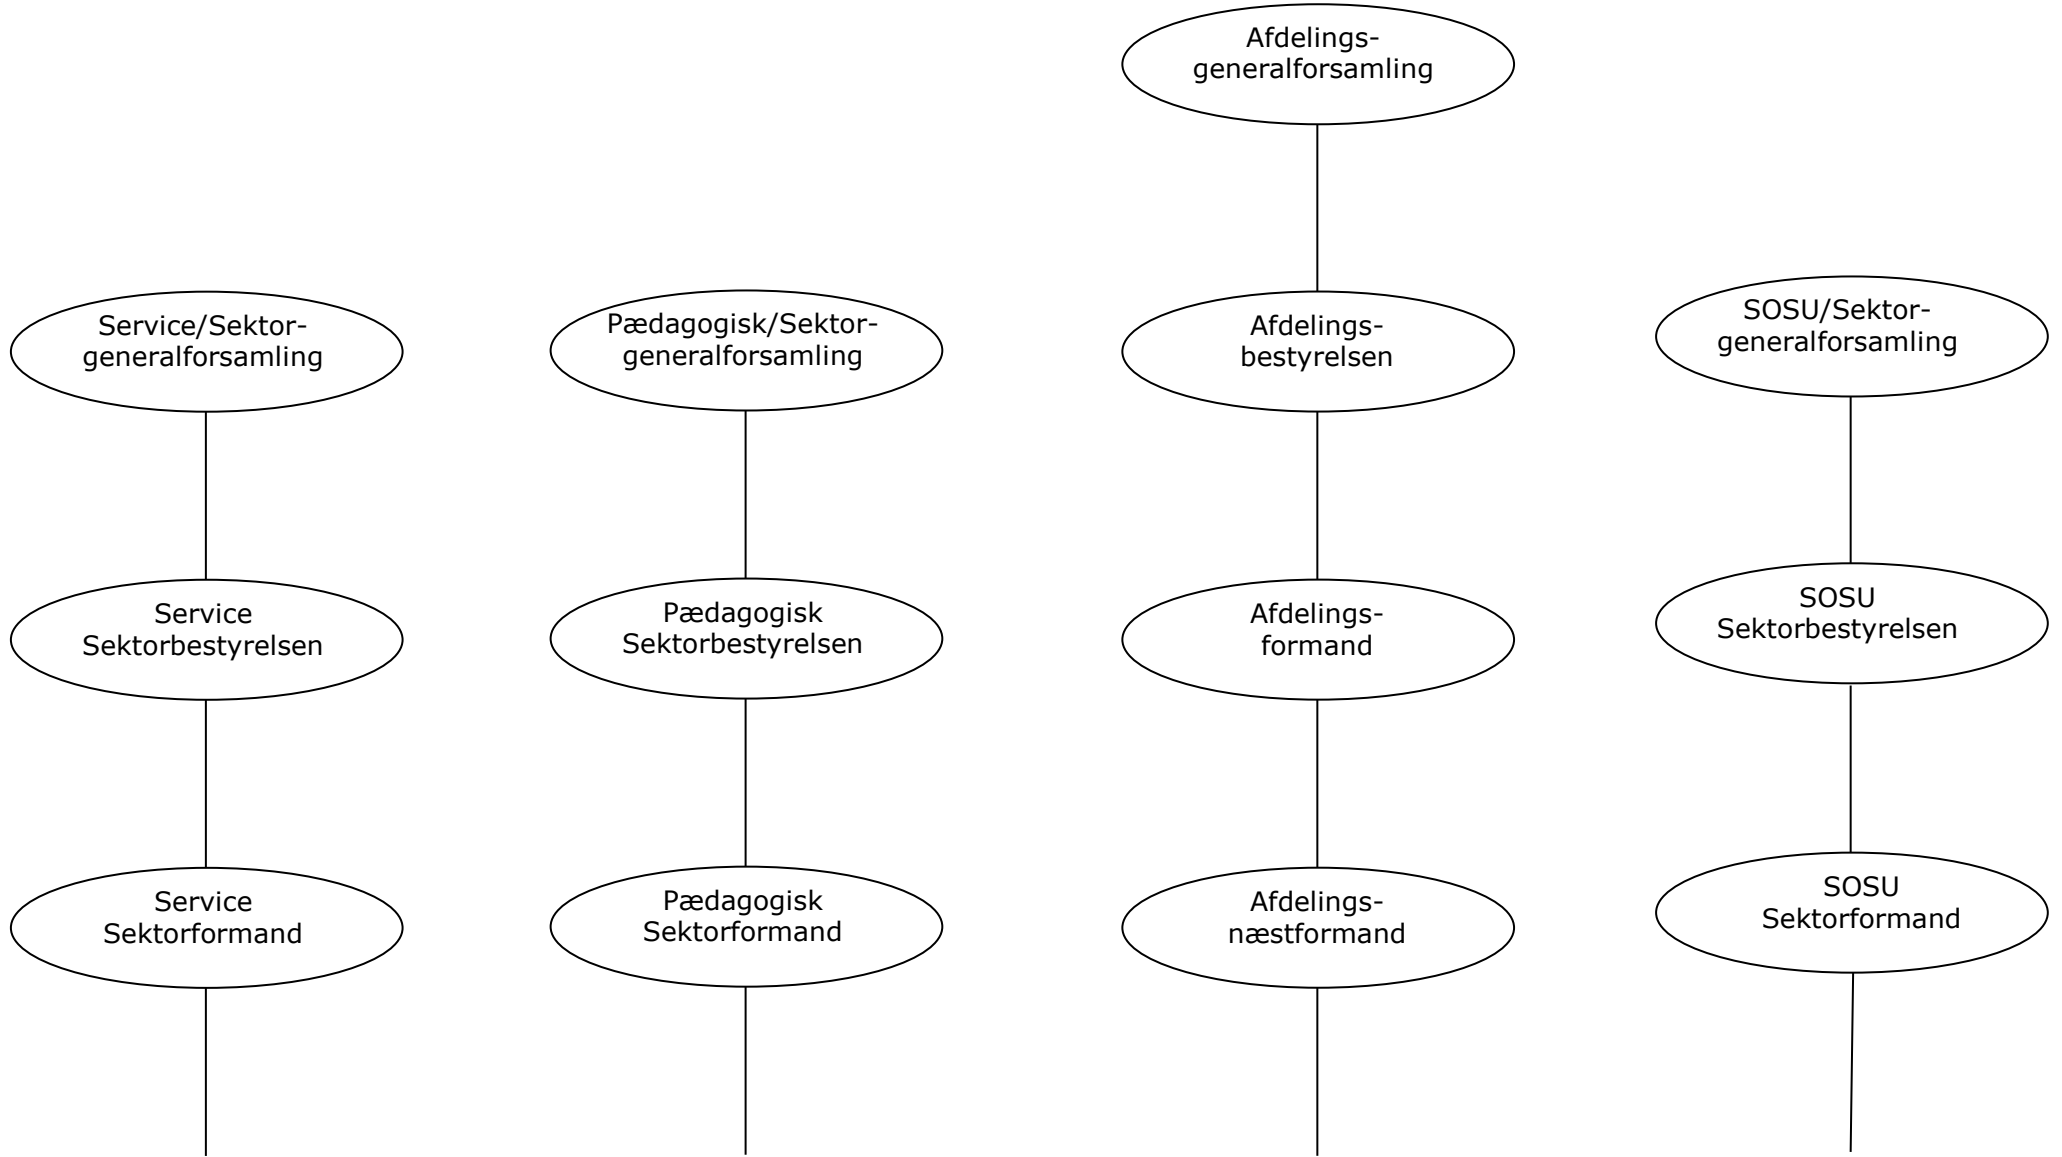 Afdelings-
generalforsamling
Service/Sektor-
generalforsamling
Pædagogisk/Sektor-
generalforsamling
Afdelings-
bestyrelsen
SOSU/Sektor-
generalforsamling
Service
Sektorbestyrelsen
Pædagogisk
Sektorbestyrelsen
Afdelings-
formand
SOSU
Sektorbestyrelsen
Service
Sektorformand
Pædagogisk
Sektorformand
Afdelings-
næstformand
SOSU
Sektorformand